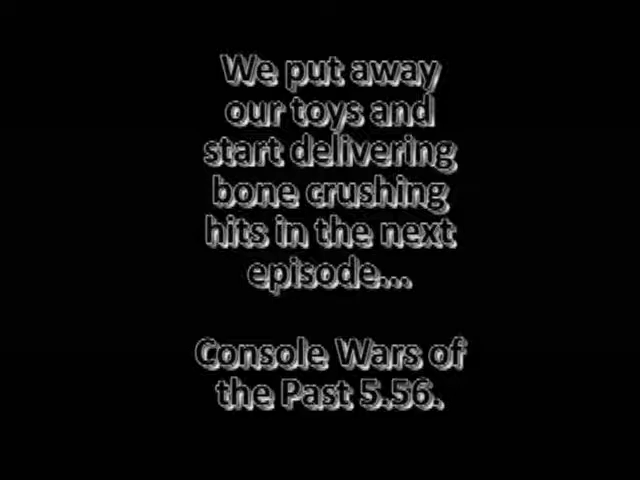 We put away
our toys and
start delivering
bone crushing
hits in the next
episode...
Console Wars of
the Past 5.56.